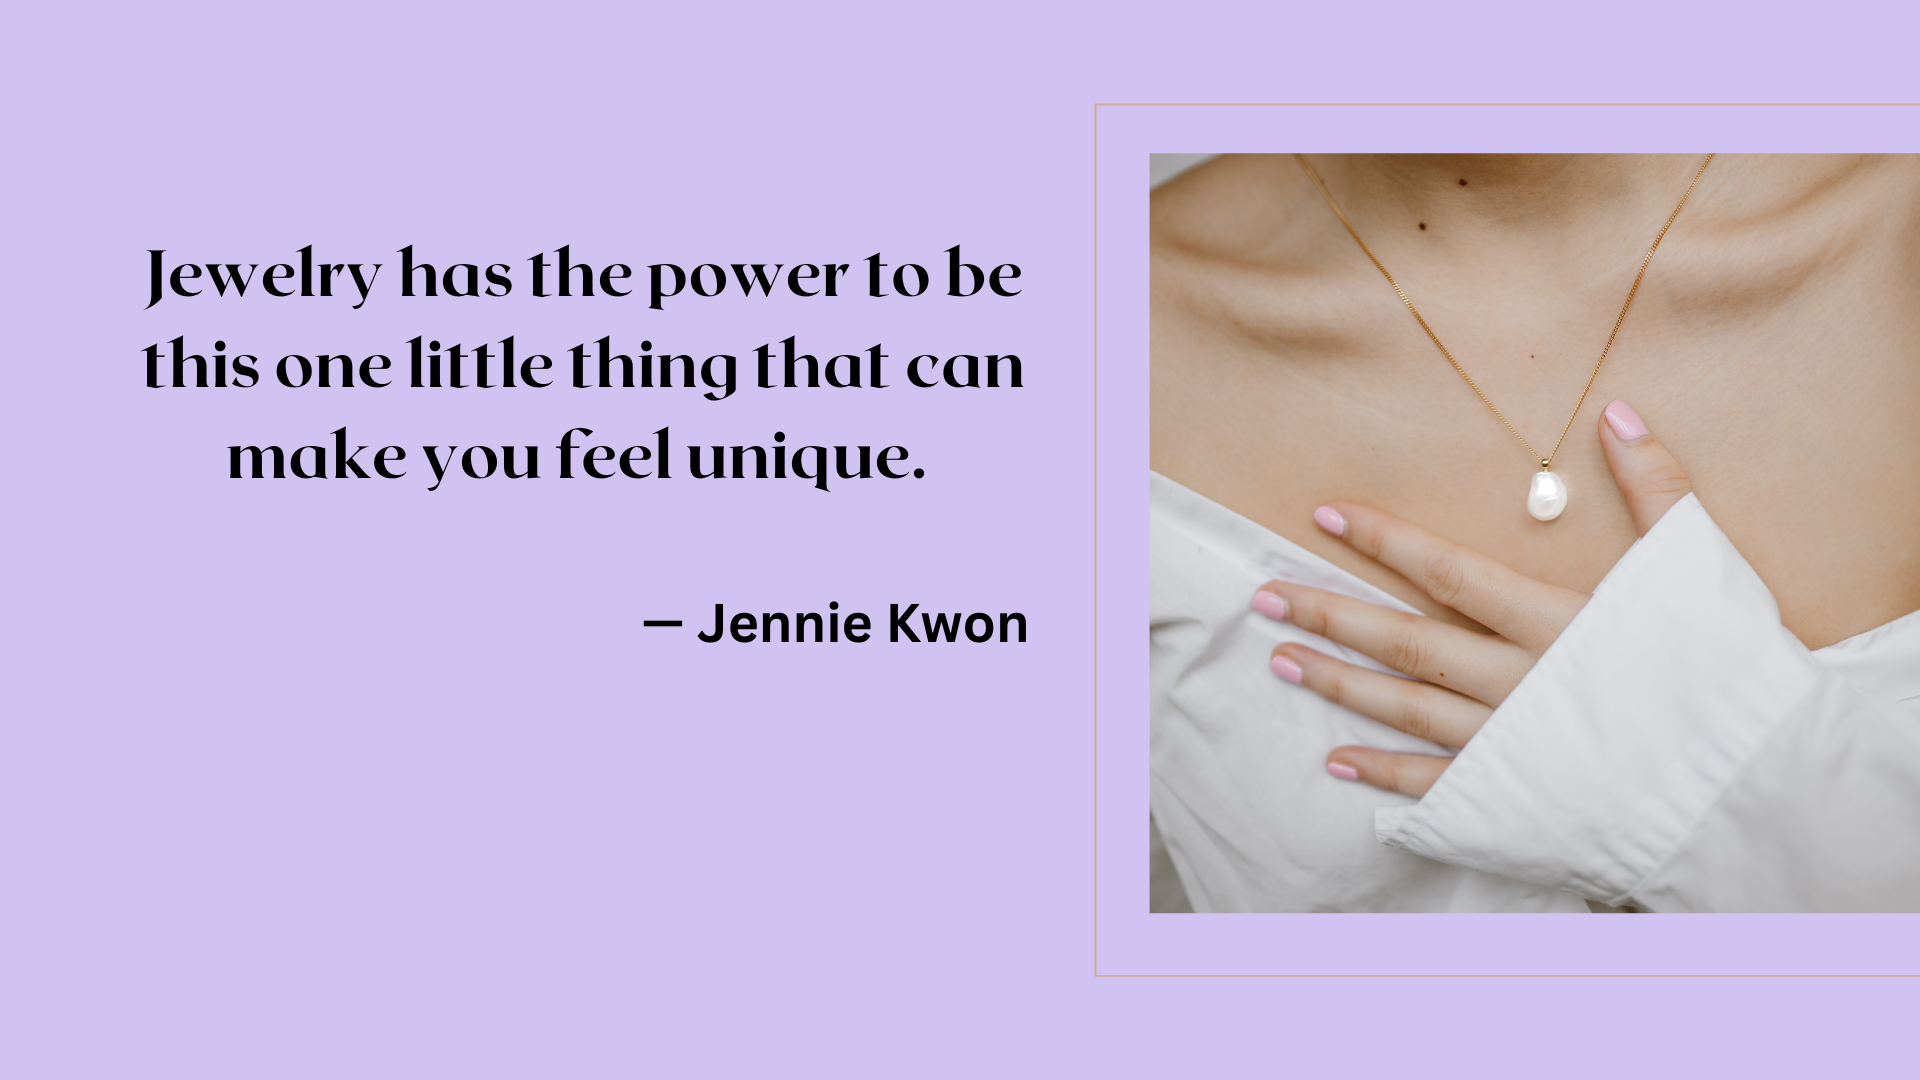 Jewelry has the power to be
this one little thing that can
make you feel unique.
— Jennie Kwon